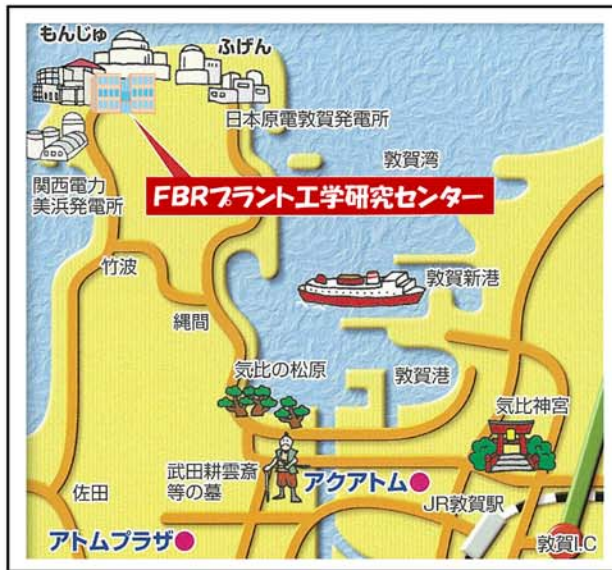 もんじゅ
ふげん
日本原電敦賀発電所
敦賀湾
関西電力
美浜発電所
FBRプラント工学研究センター
竹波
敦賀新港
縄間
気比の松原
敦賀港
気比神宮
武田耕雲斎
等の墓
アクアトム
佐田
JR敦賀駅
アトムプラザ
敦賀I.C